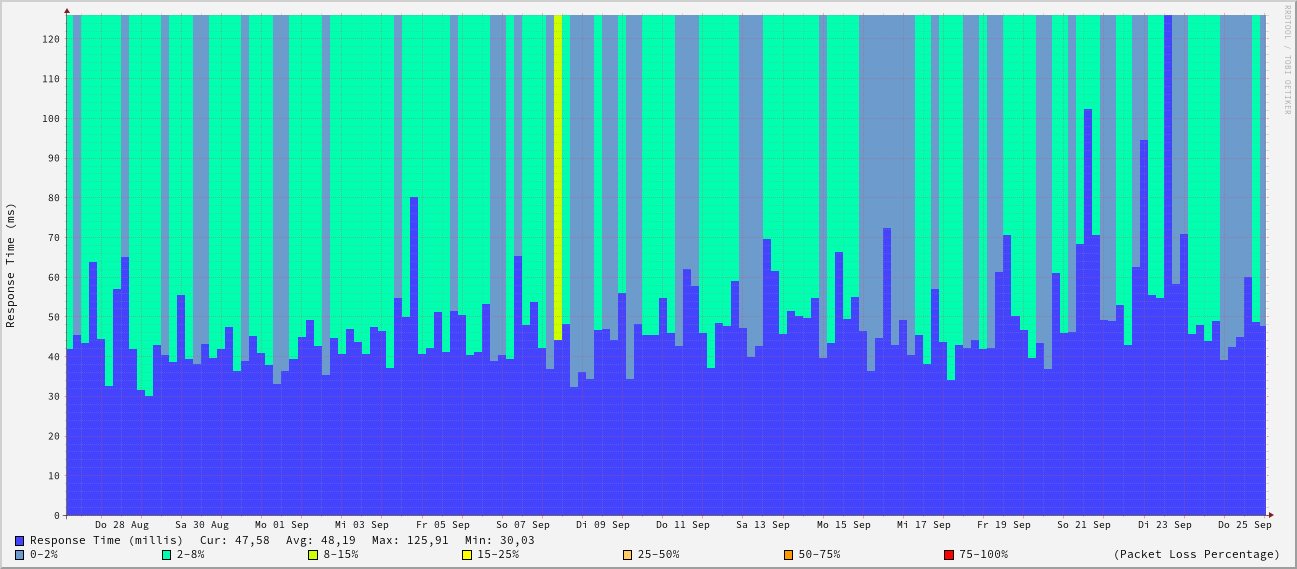 RRDTOOL / TOBI OETIKER
Response Time (ms)
120
110
100
90
80
70
60
50
40
30
20
10
0
Do 28 Aug Sa 30 Aug Mo 01 Sep Mi 03 Sep Fr 05 Sep So 07 Sep Di 09 Sep Do 11 Sep Sa 13 Sep Mo 15 Sep Mi 17 Sep Fr 19 Sep So 21 Sep Di 23 Sep Do 25 Sep
Response Time (millis) Cur: 47,58 Avg: 48,19 Max: 125,91 Min: 30,03
0-2% 2-8% 8-15% 15-25% 25-50% 50-75% 75-100% (Packet Loss Percentage)